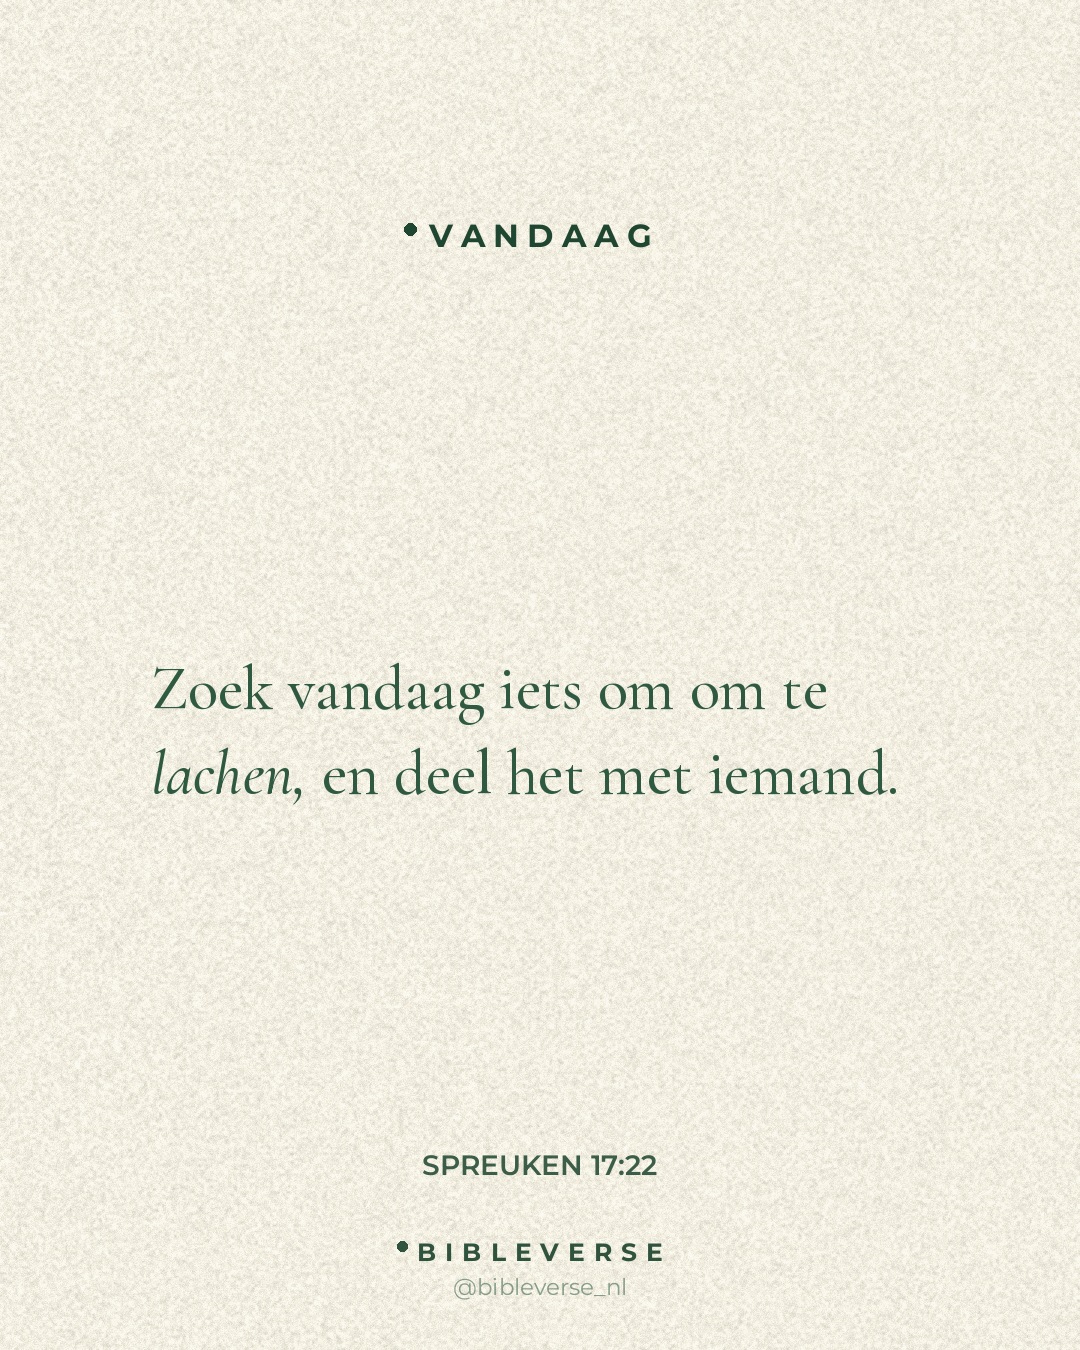 VANDAAG
Zoek vandaag iets om om te
lachen, en deel het met iemand.
SPREUKEN 17:22
BIBLEVERSE
@bibleverse_nl